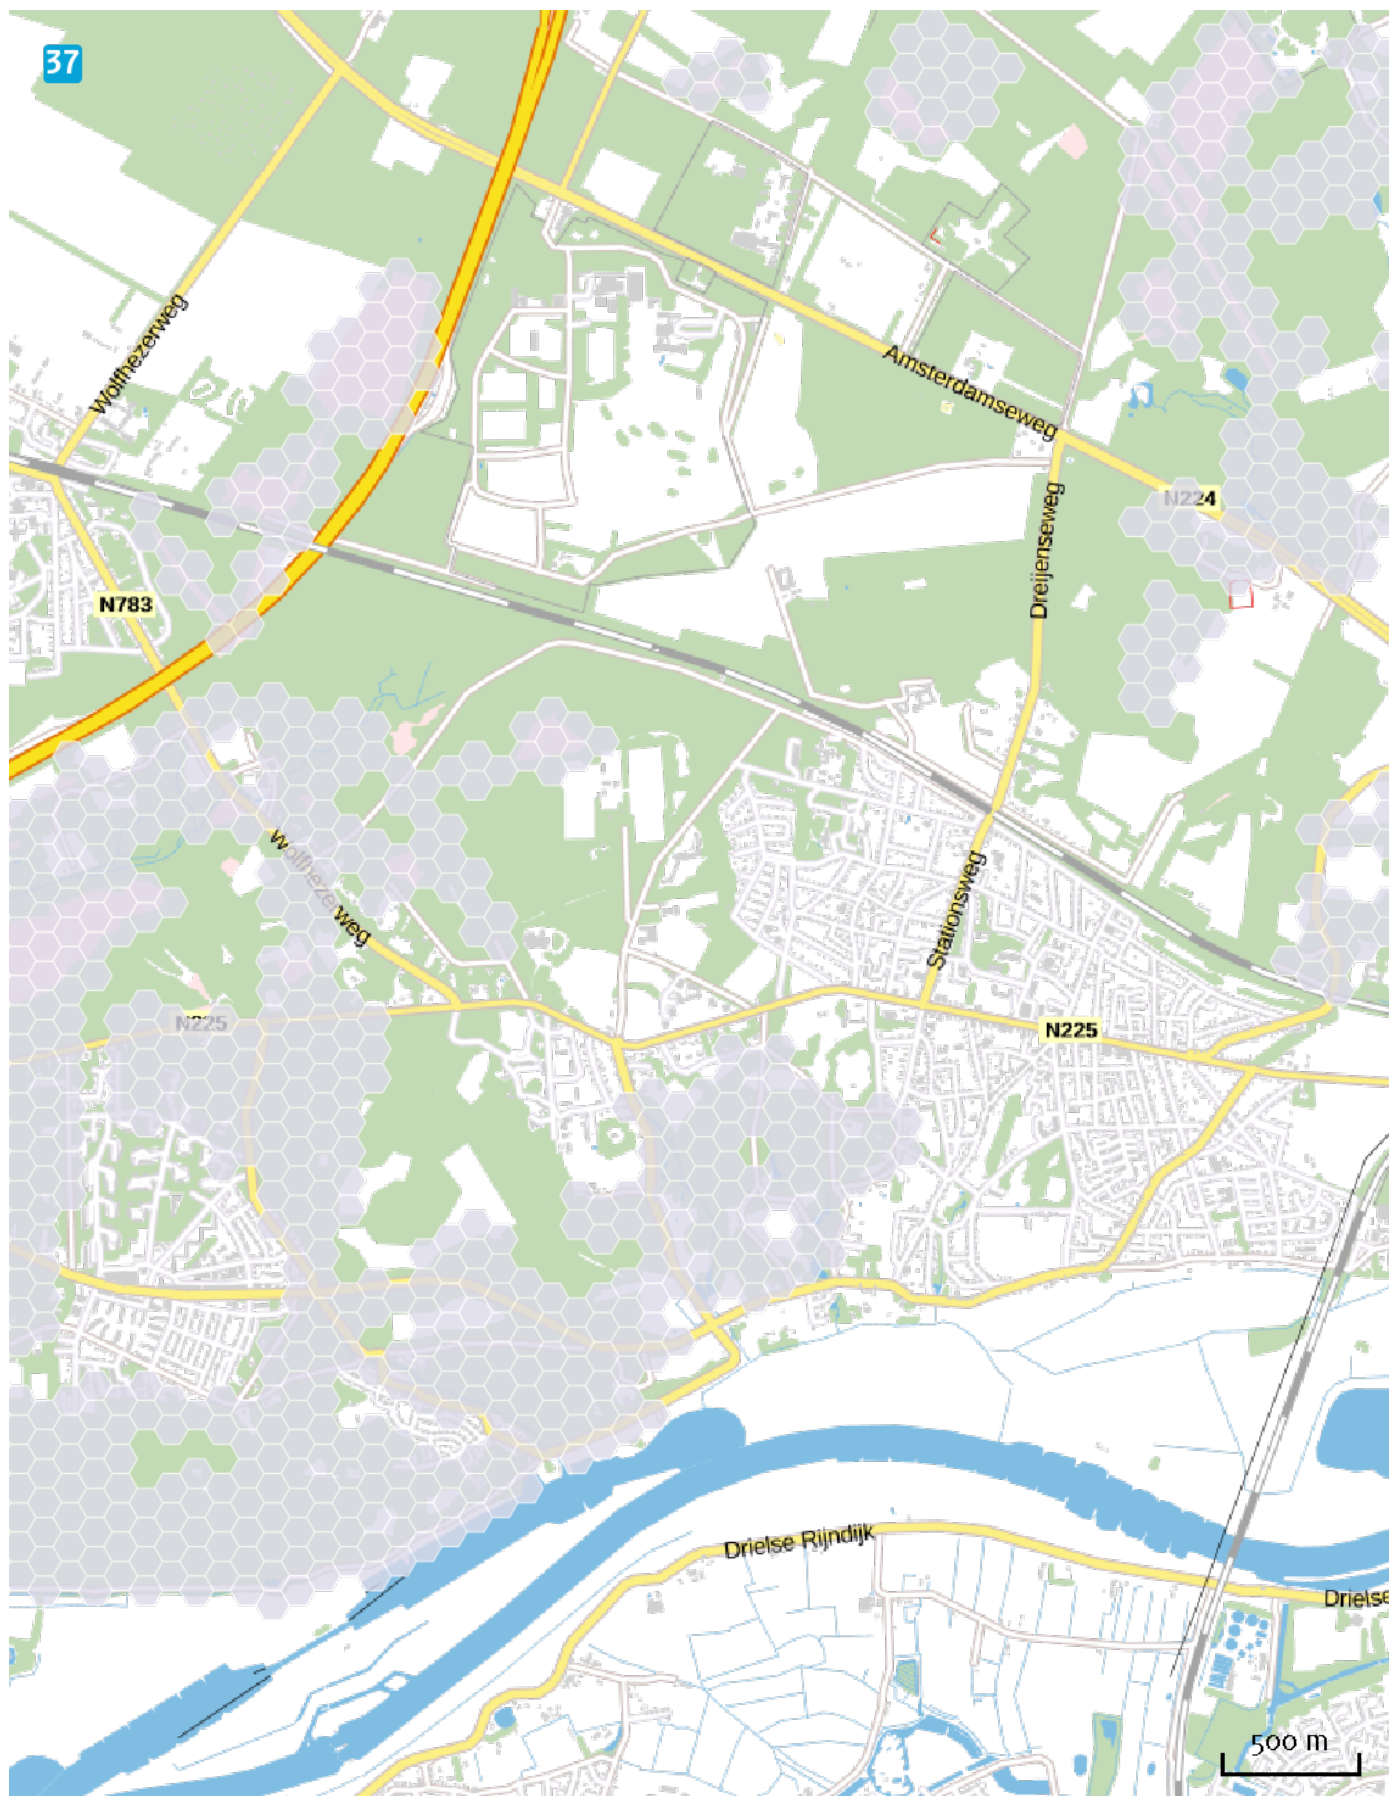 37
Wolfhezerweg
Amsterdamseweg
N224
Dreijenseweg
N783
Wolfhezerweg
Stationsweg
N225
N225
Drielse Rijndijk
Drielse
500 m